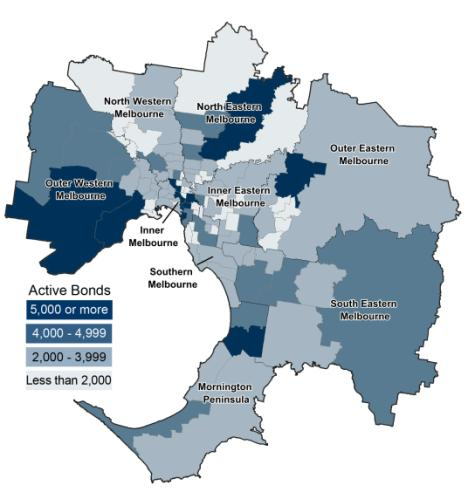 North Western
Melbourne
North Eastern
Melbourne
Outer Eastern
Melbourne
Outer Western
Melbourne
Inner Eastern
Melbourne
Inner
Melbourne
Southern
Melbourne
Active Bonds
5,000 or more
4,000 - 4,999
2,000 - 3,999
Less than 2,000
South Eastern
Melbourne
Mornington
Peninsula